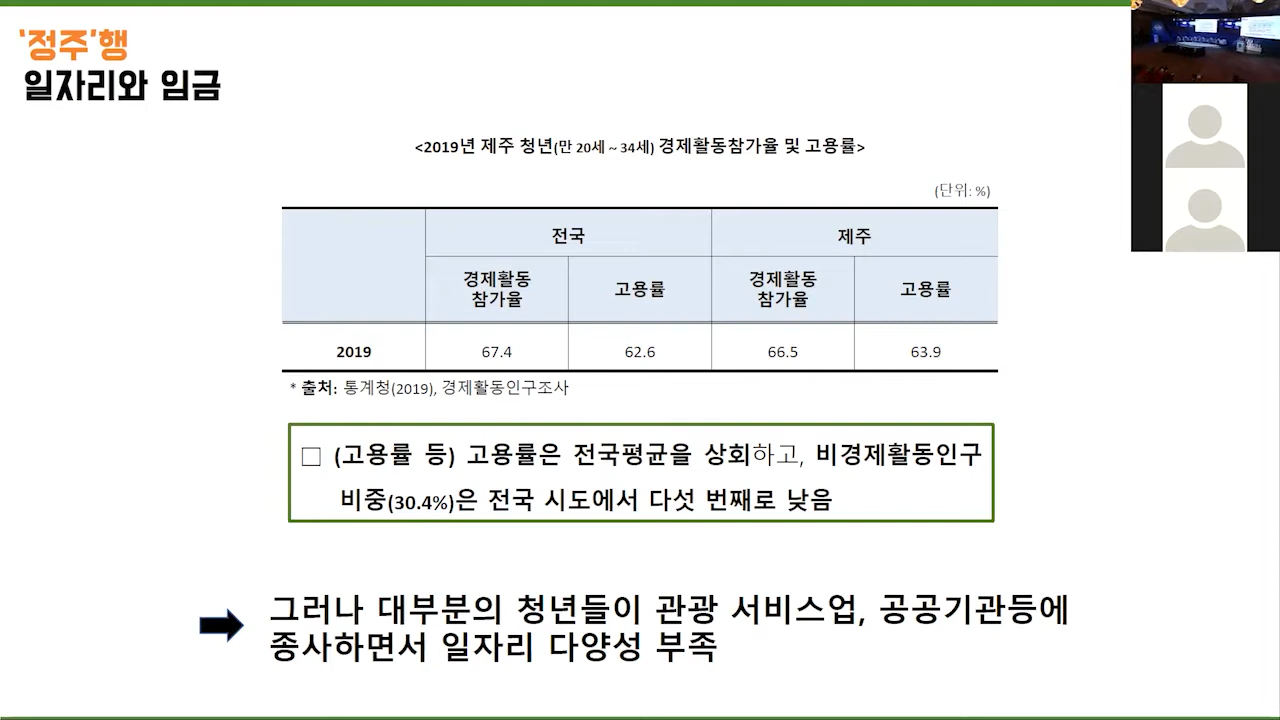 ‘정주’행
일자리와 임금
<2019년 제주 청년(만 20세 ~ 34세) 경제활동참가율 및 고용률>
(단위: %)
전국 제주
경제활동 참가율 고용률 경제활동 참가율 고용률
2019 67.4 62.6 66.5 63.9
* 출처: 통계청(2019), 경제활동인구조사
□ (고용률 등) 고용률은 전국평균을 상회하고, 비경제활동인구
비중(30.4%)은 전국 시도에서 다섯 번째로 낮음
그러나 대부분의 청년들이 관광 서비스업, 공공기관등에
종사하면서 일자리 다양성 부족